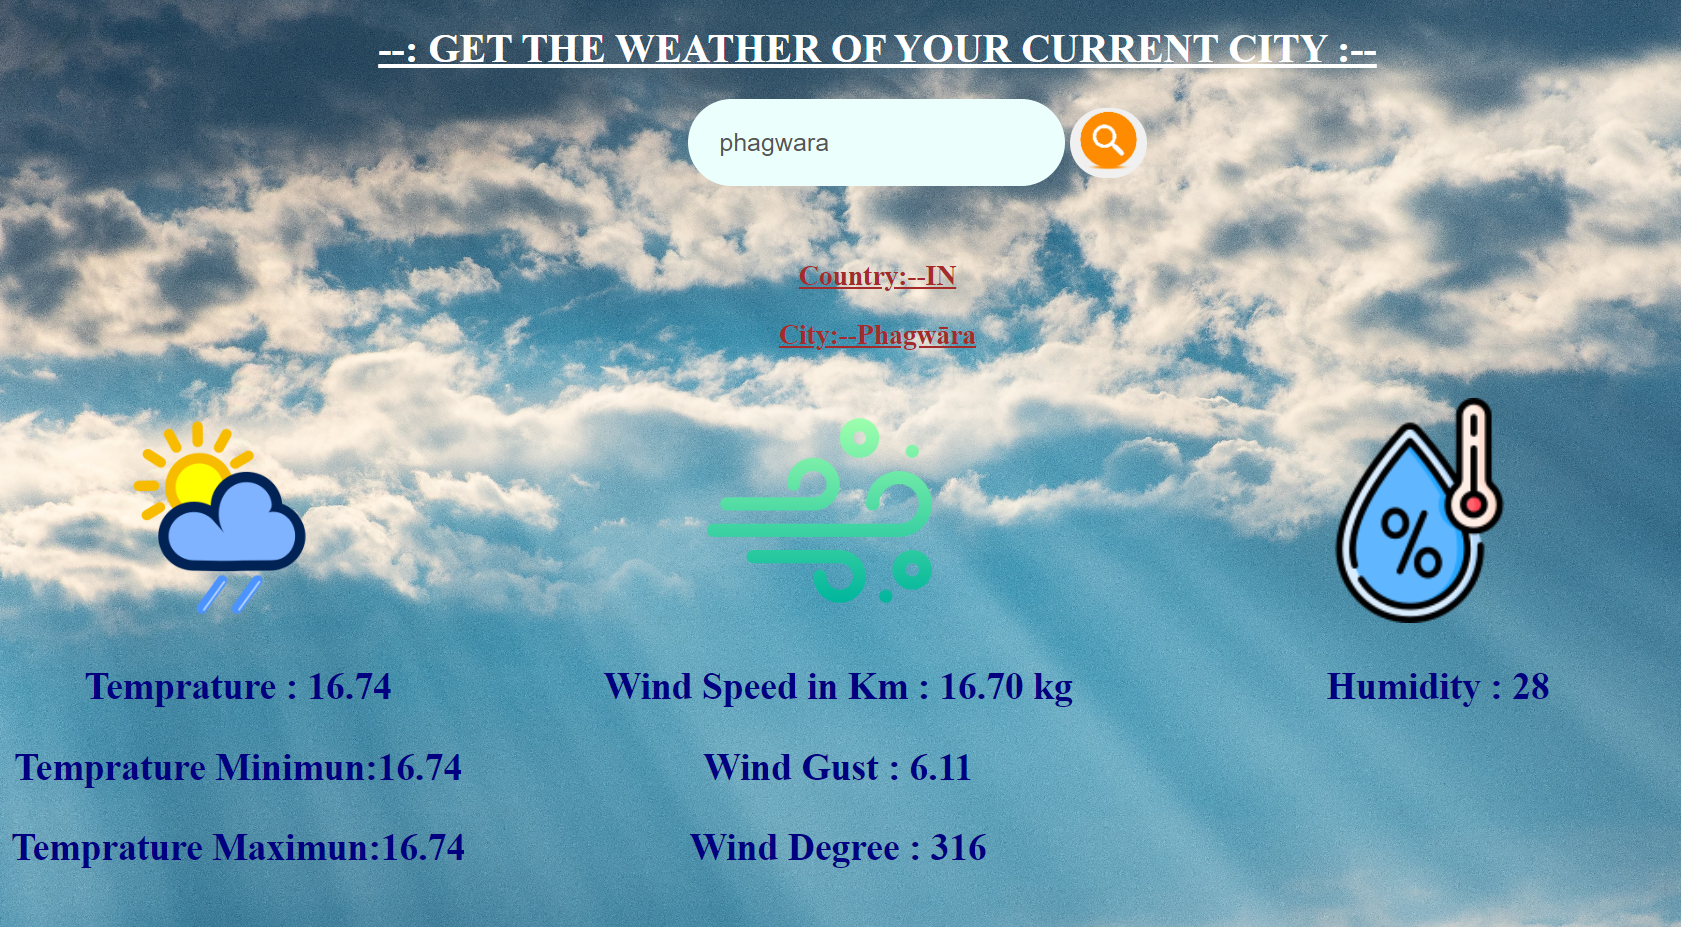 --: GET THE WEATHER OF YOUR CURRENT CITY :--
phagwara
Country:--IN
City:--Phagwāra
%
Temprature : 16.74
Wind Speed in Km : 16.70 kg
Humidity : 28
Temprature Minimun:16.74
Wind Gust : 6.11
Temprature Maximun:16.74
Wind Degree : 316